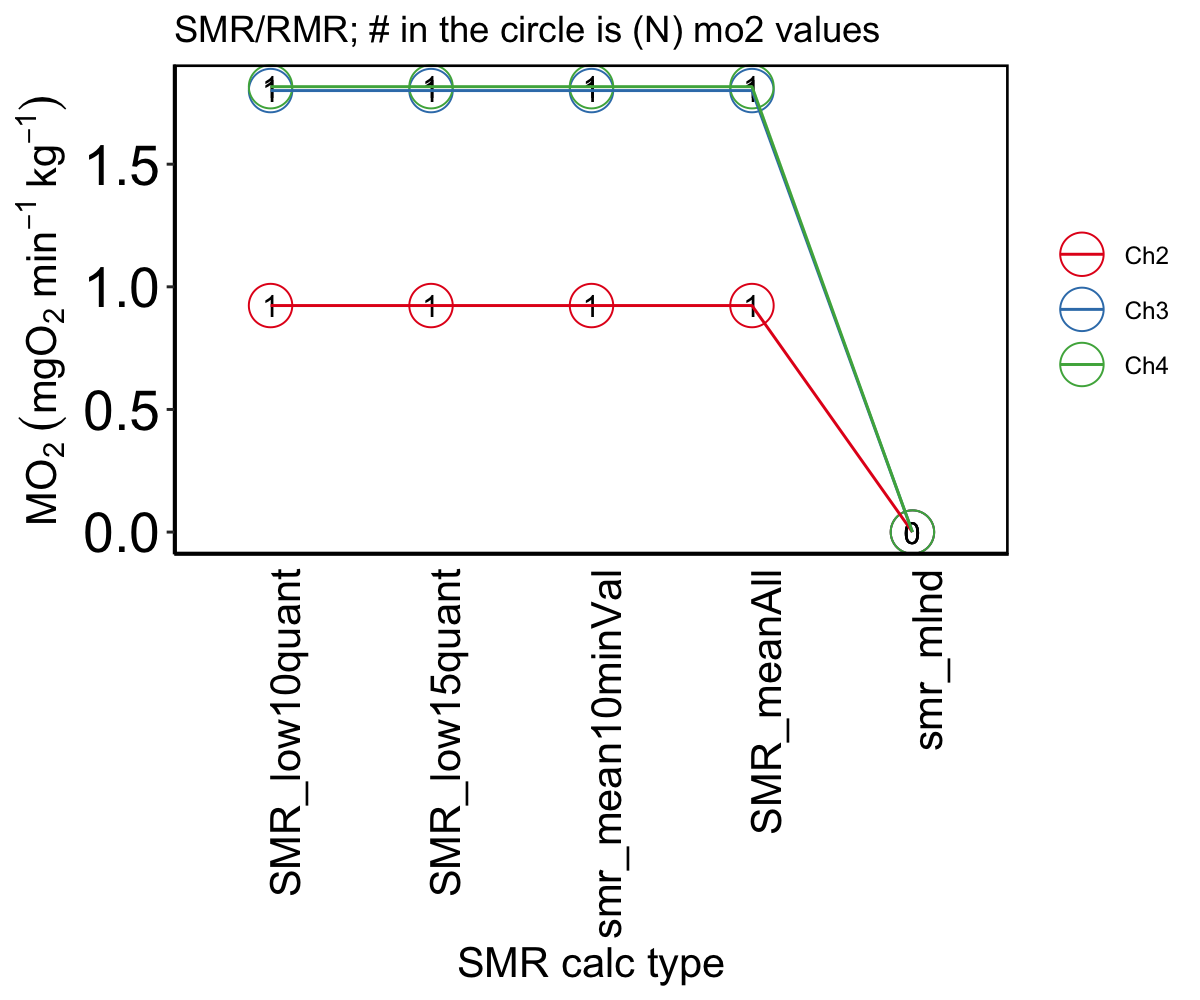 SMR/RMR; # in the circle is (N) mo2 values
MO₂ (mgO₂ min⁻¹ kg⁻¹)
1.5
1.0
0.5
0.0
1 1 1 1
1 1 1 1
0
SMR_low10quant
SMR_low15quant
smr_mean10minVal
SMR_meanAll
smr_mlnd
SMR calc type
Ch2
Ch3
Ch4